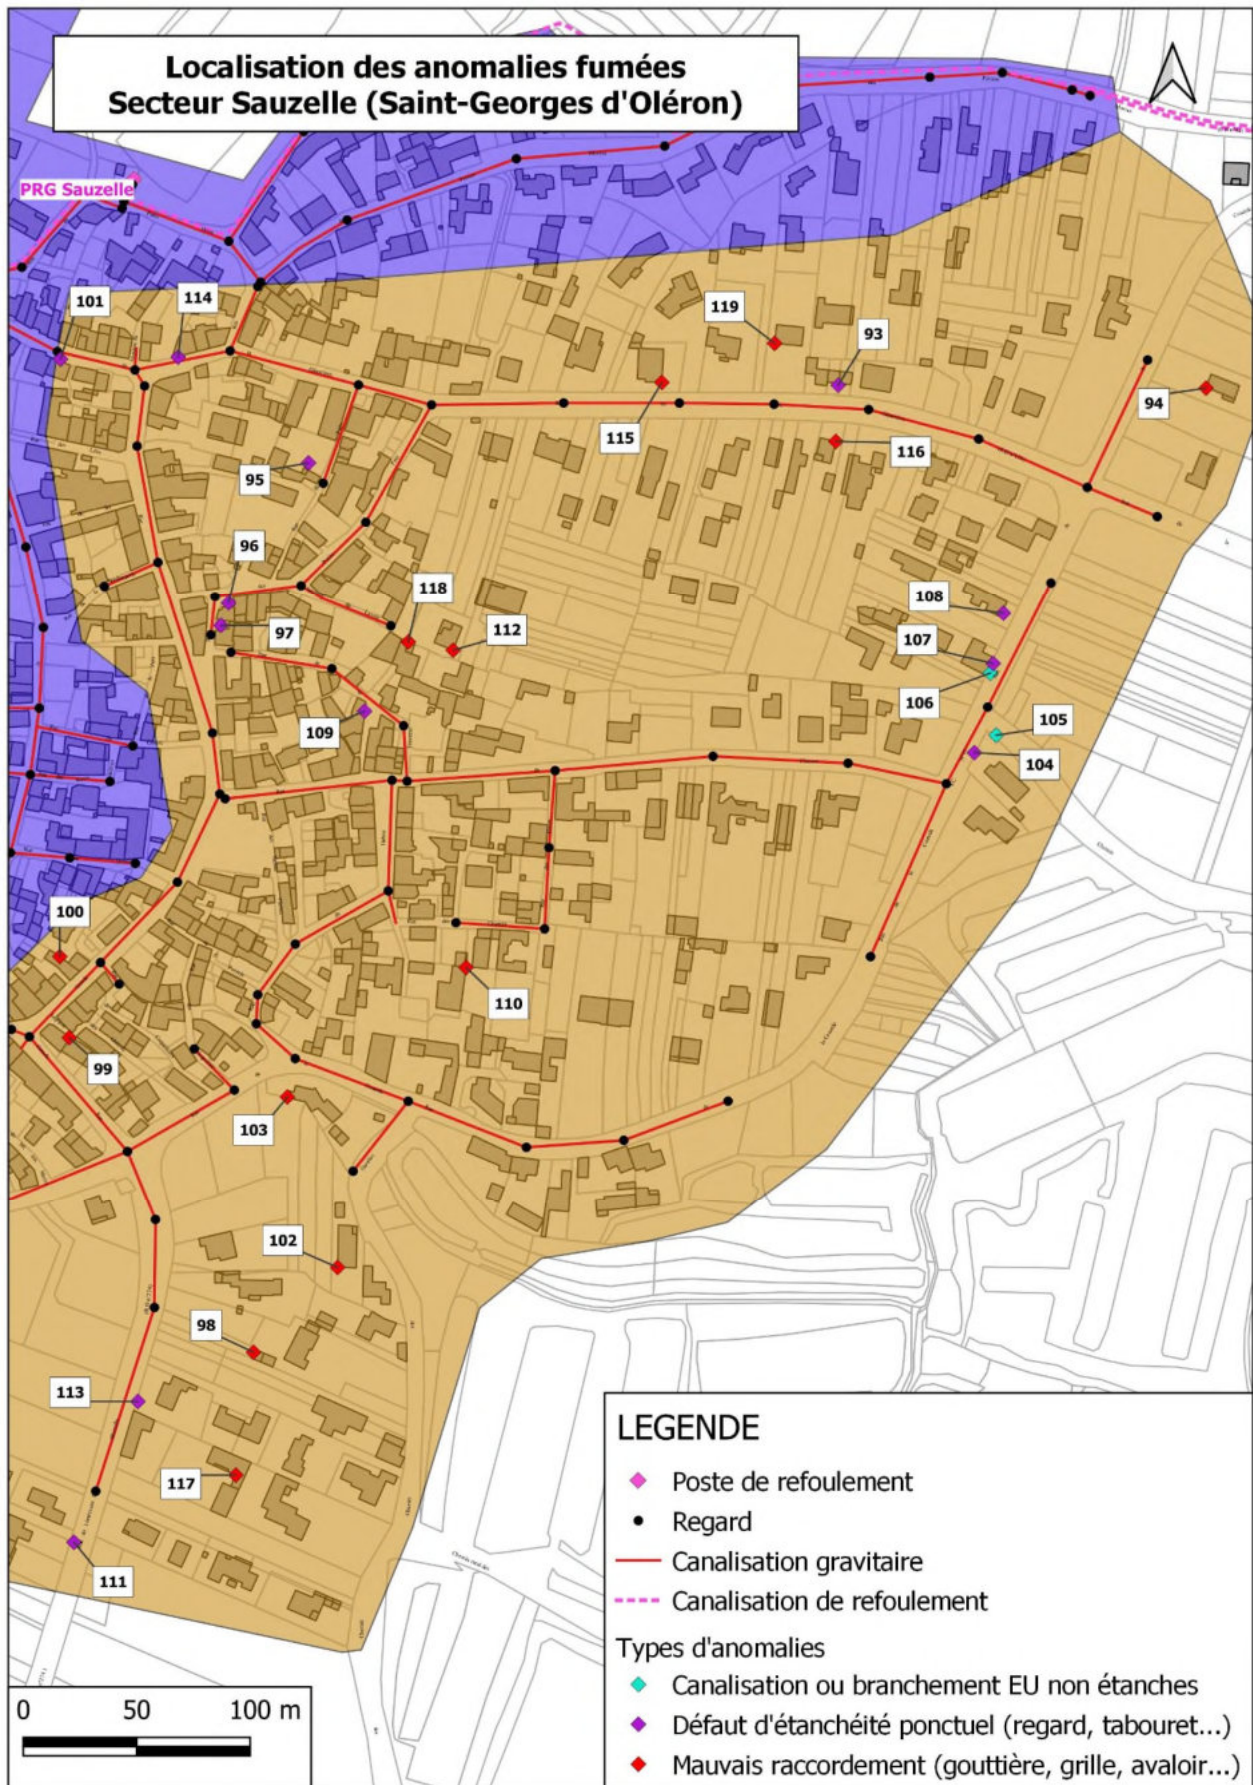 Localisation des anomalies fumées
Secteur Sauzelle (Saint-Georges d'Oléron)
PRG Sauzelle
101
114
119
93
94
115
116
95
96
118
108
112
107
97
106
105
109
104
100
110
99
103
102
98
113
117
111
LEGENDE
Poste de refoulement
Regard
Canalisation gravitaire
Canalisation de refoulement
Types d'anomalies
Canalisation ou branchement EU non étanches
Défaut d'étanchéité ponctuel (regard, tabouret...)
Mauvais raccordement (gouttière, grille, avaloir...)
0 50 100 m